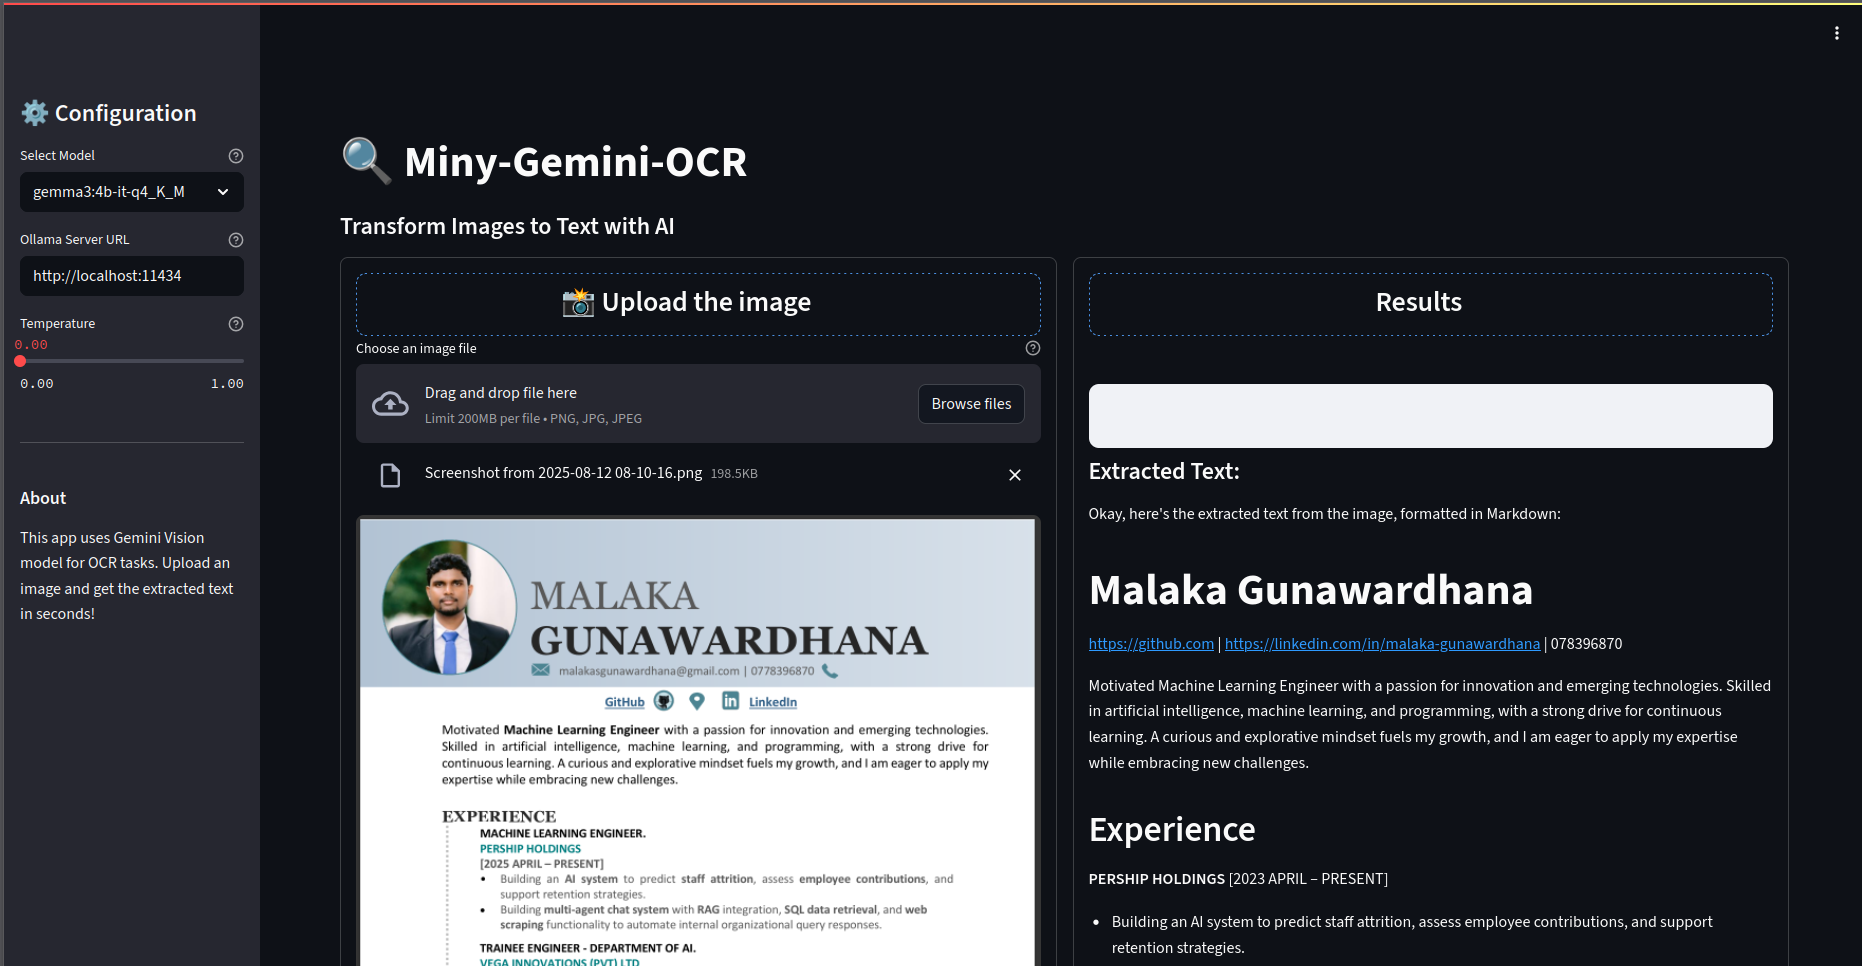 Configuration
Select Model
gemma3:4b-it-q4_K_M
Ollama Server URL
http://localhost:11434
Temperature
0.00
0.00 1.00
About
This app uses Gemini Vision
model for OCR tasks. Upload an
image and get the extracted text
in seconds!
Miny-Gemini-OCR
Transform Images to Text with AI
Upload the image
Choose an image file
Drag and drop file here
Limit 200MB per file • PNG, JPG, JPEG
Browse files
Screenshot from 2025-08-12 08-10-16.png 198.5KB
MALAKA
GUNAWARDHANA
malakasgunawardhana@gmail.com | 0778396870
GitHub LinkedIn
Motivated Machine Learning Engineer with a passion for innovation and emerging technologies.
Skilled in artificial intelligence, machine learning, and programming, with a strong drive for
continuous learning. A curious and explorative mindset fuels my growth, and I am eager to apply my
expertise while embracing new challenges.
EXPERIENCE
MACHINE LEARNING ENGINEER.
PERSHIP HOLDINGS
[2025 APRIL – PRESENT]
• Building an AI system to predict staff attrition, assess employee contributions, and
support retention strategies.
• Building multi-agent chat system with RAG integration, SQL data retrieval, and web
scraping functionality to automate internal organizational query responses.
TRAINEE ENGINEER - DEPARTMENT OF AI.
VEGA INNOVATIONS (PVT) LTD
Results
Extracted Text:
Okay, here's the extracted text from the image, formatted in Markdown:
Malaka Gunawardhana
https://github.com | https://linkedin.com/in/malaka-gunawardhana | 078396870
Motivated Machine Learning Engineer with a passion for innovation and emerging technologies. Skilled
in artificial intelligence, machine learning, and programming, with a strong drive for continuous
learning. A curious and explorative mindset fuels my growth, and I am eager to apply my expertise
while embracing new challenges.
Experience
PERSHIP HOLDINGS [2023 APRIL – PRESENT]
• Building an AI system to predict staff attrition, assess employee contributions, and support
retention strategies.